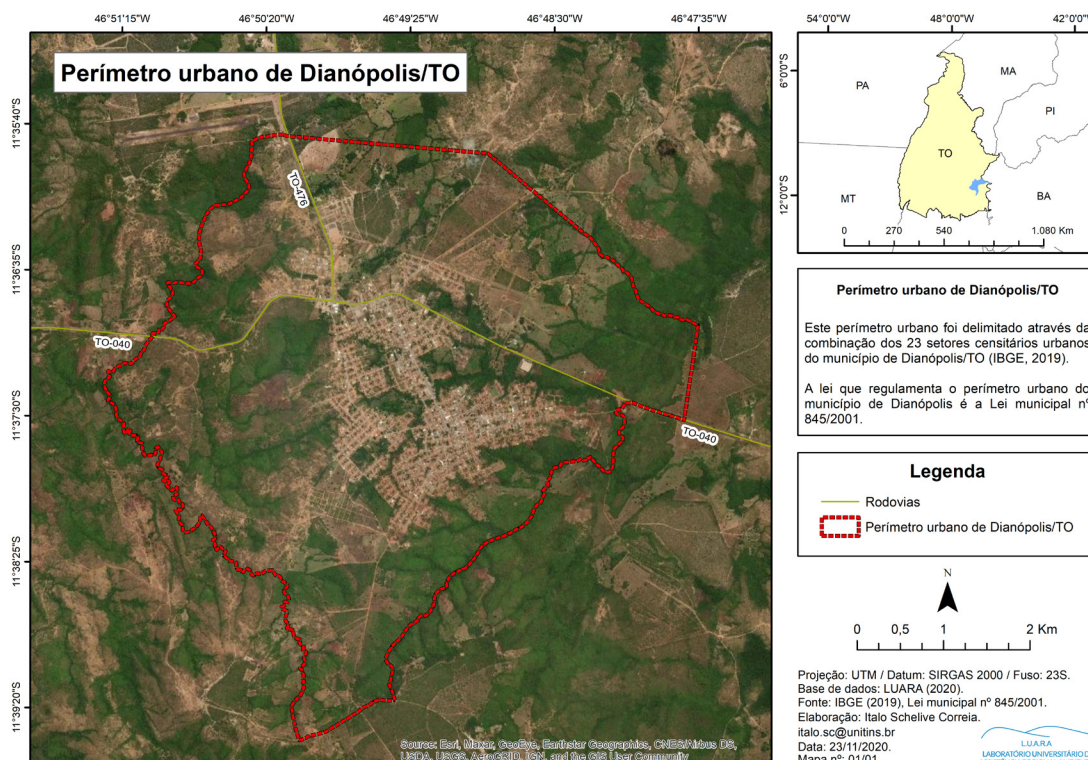 46°51'15"W 46°50'20"W 46°49'25"W 46°48'30"W 46°47'35"W
Perímetro urbano de Dianópolis/TO
11°35'40"S
11°36'35"S
11°37'30"S
11°38'25"S
11°39'20"S
TO-476
TO-040
TO-040
Source: Esri, Maxar, GeoEye, Earthstar Geographics, CNES/Airbus DS,
USDA, USGS, AeroGRID, IGN, and the GIS User Community
54°0'0"W 48°0'0"W 42°0'0"W
6°0'0"S
12°0'0"S
PA
MA
PI
TO
MT
BA
0 270 540 1.080 Km
Perímetro urbano de Dianópolis/TO
Este perímetro urbano foi delimitado através da
combinação dos 23 setores censitários urbanos
do município de Dianópolis/TO (IBGE, 2019).
A lei que regulamenta o perímetro urbano do
município de Dianópolis é a Lei municipal nº
845/2001.
Legenda
Rodovias
Perímetro urbano de Dianópolis/TO
N
0 0,5 1 2 Km
Projeção: UTM / Datum: SIRGAS 2000 / Fuso: 23S.
Base de dados: LUARA (2020).
Fonte: IBGE (2019), Lei municipal nº 845/2001.
Elaboração: Italo Schelive Correia.
italo.sc@unitins.br
Data: 23/11/2020.
Mapa nº: 01/01
L.U.A.R.A
LABORATÓRIO UNIVERSITÁRIO D